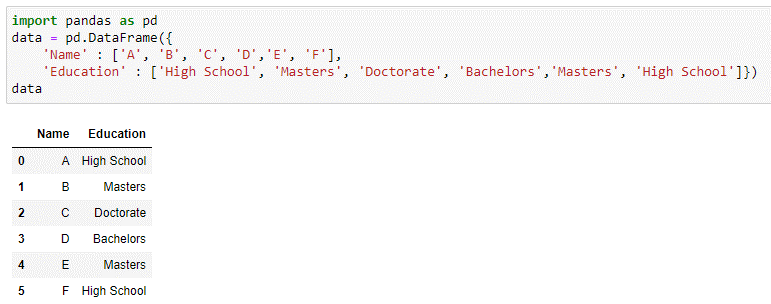 import pandas as pd
data = pd.DataFrame({
    'Name' : ['A', 'B', 'C', 'D','E', 'F'],
    'Education' : ['High School', 'Masters', 'Doctorate', 'Bachelors','Masters', 'High School']})
data
Name Education
0 A High School
1 B Masters
2 C Doctorate
3 D Bachelors
4 E Masters
5 F High School